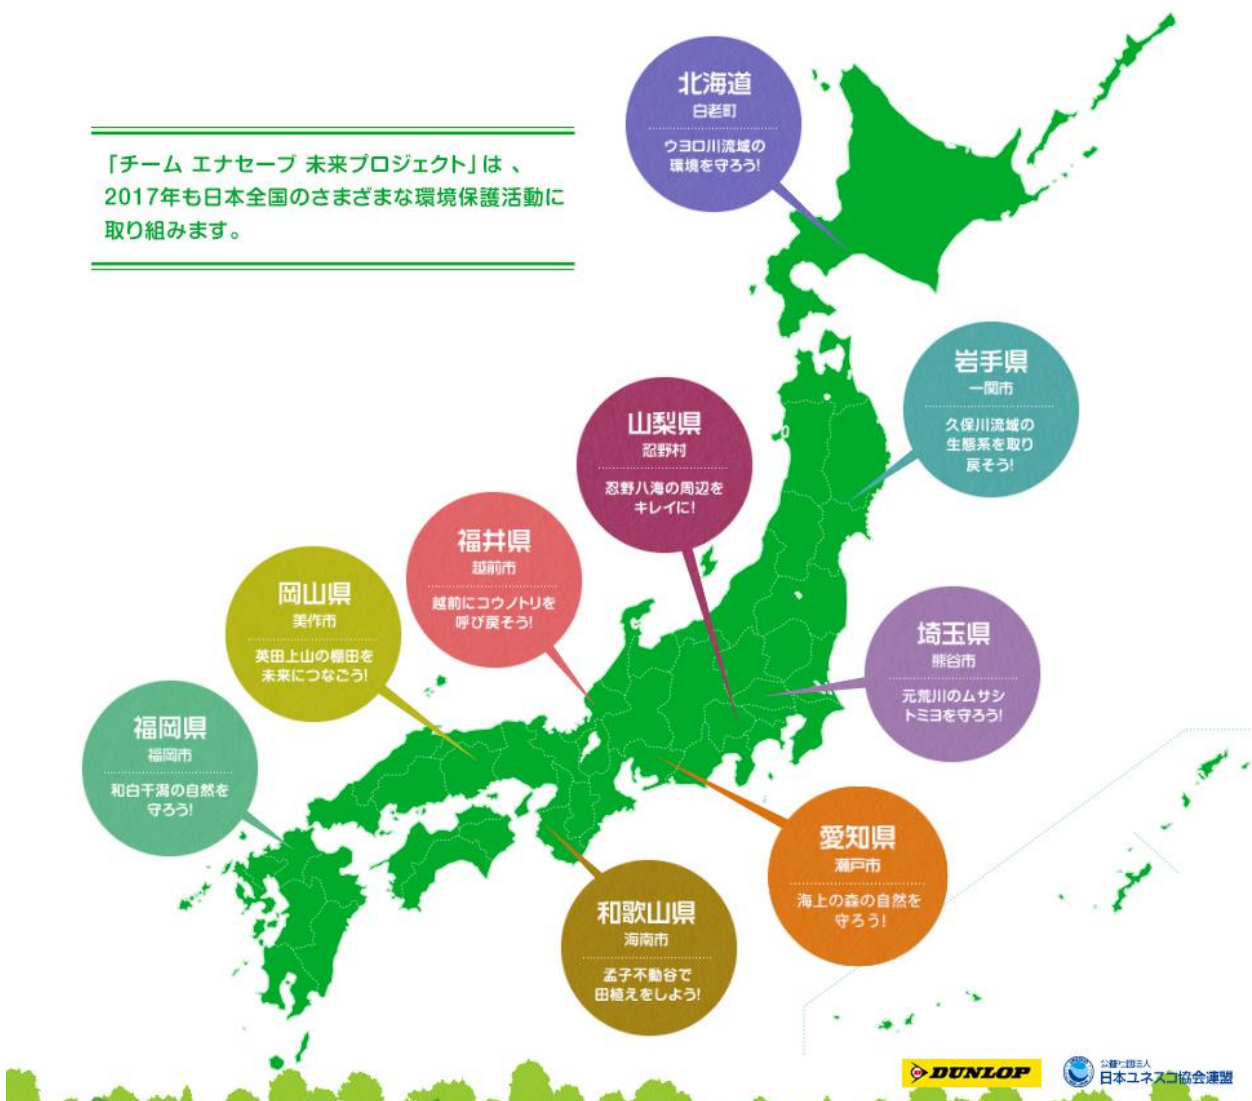 「チーム エナセーブ 未来プロジェクト」は、
2017年も日本全国のさまざまな環境保護活動に
取り組みます。
北海道
白老町
ウヨロ川流域の
環境を守ろう!
岩手県
一関市
久保川流域の
生態系を取り
戻そう!
山梨県
忍野村
忍野八海の周辺を
キレイに!
福井県
越前市
越前にコウノトリを
呼び戻そう!
岡山県
美作市
英田上山の棚田を
未来につなごう!
埼玉県
熊谷市
元荒川のムサシ
トミヨを守ろう!
福岡県
福岡市
和白干潟の自然を
守ろう!
愛知県
瀬戸市
海上の森の自然を
守ろう!
和歌山県
海南市
孟子不動谷で
田植えをしよう!
DUNLOP
公益社団法人
日本ユネスコ協会連盟